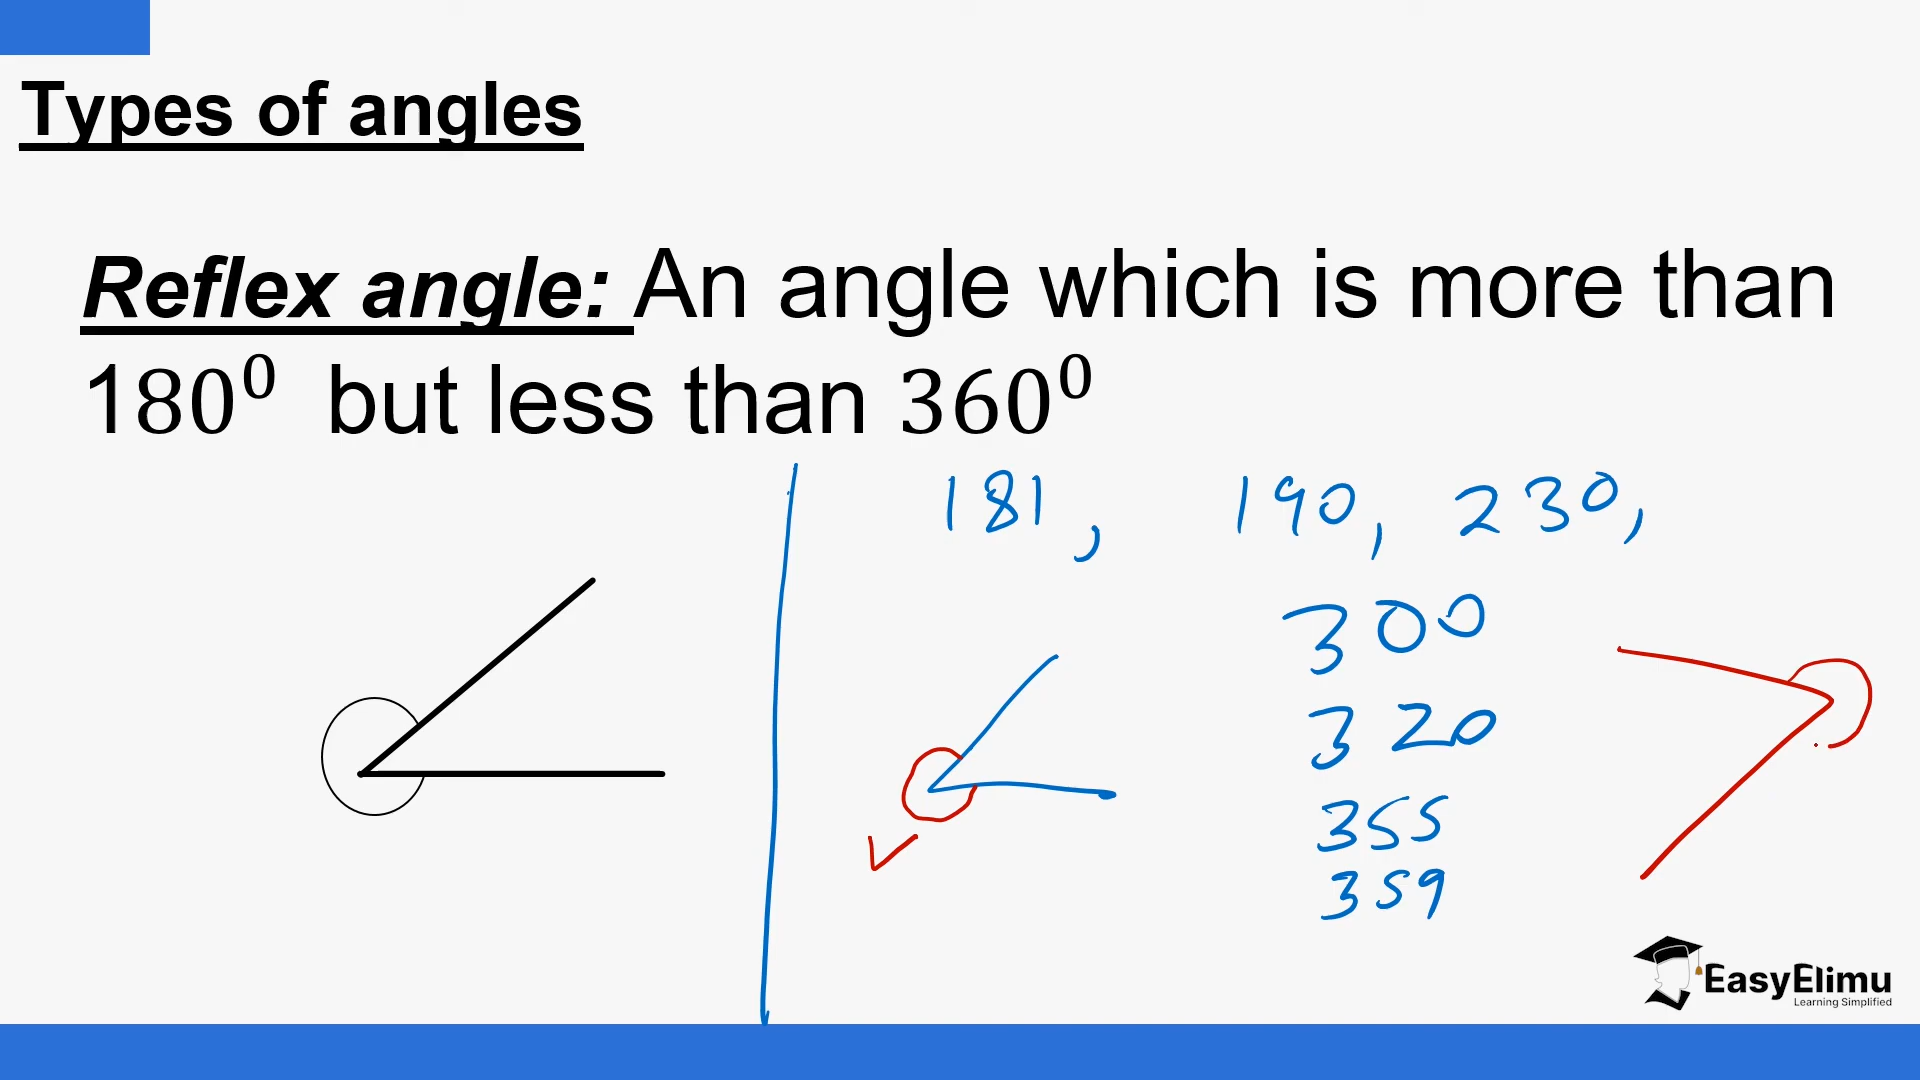 Types of angles
Reflex angle: An angle which is more than
180⁰ but less than 360⁰
181, 190, 230,
300
320
355
359
EasyElimu
Learning Simplified